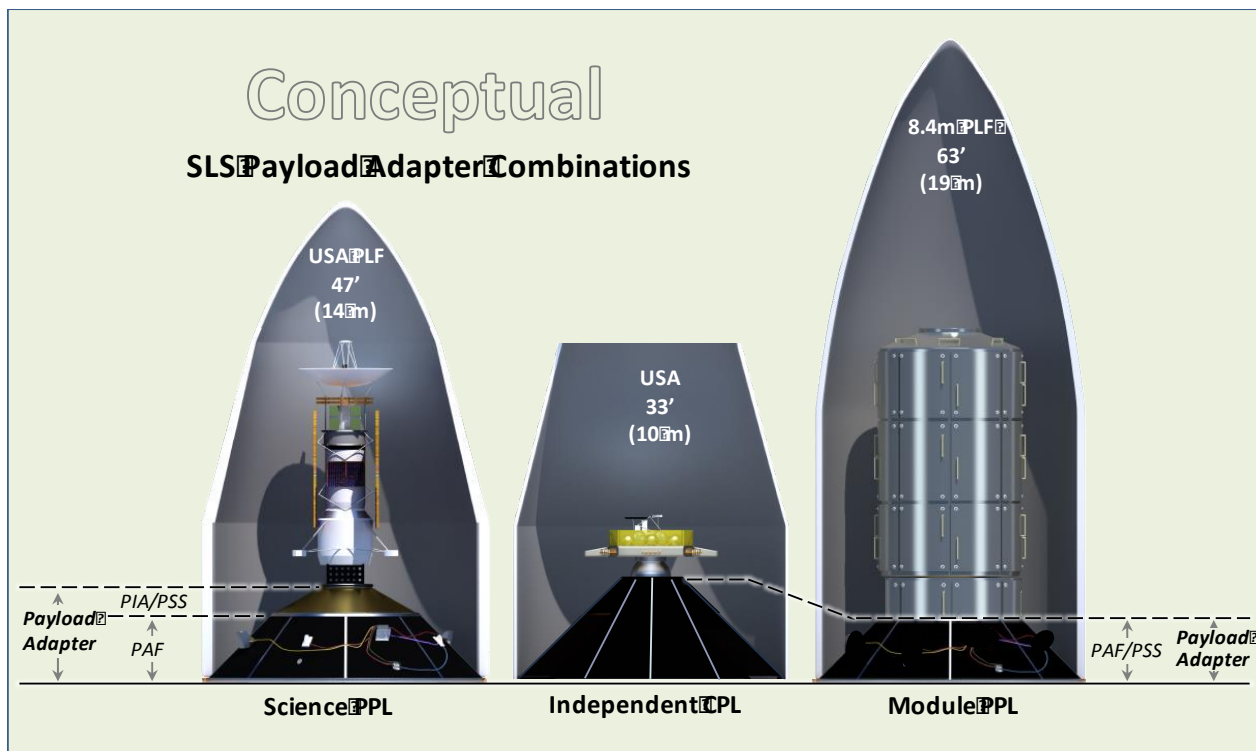 Conceptual
SLS Payload Adapter Combinations
USA PLF
47’
(14 m)
USA
33’
(10 m)
8.4m PLF
63’
(19 m)
PIA/PSS
Payload
Adapter
PAF
PAF/PSS
Payload
Adapter
Science PPL
Independent CPL
Module PPL